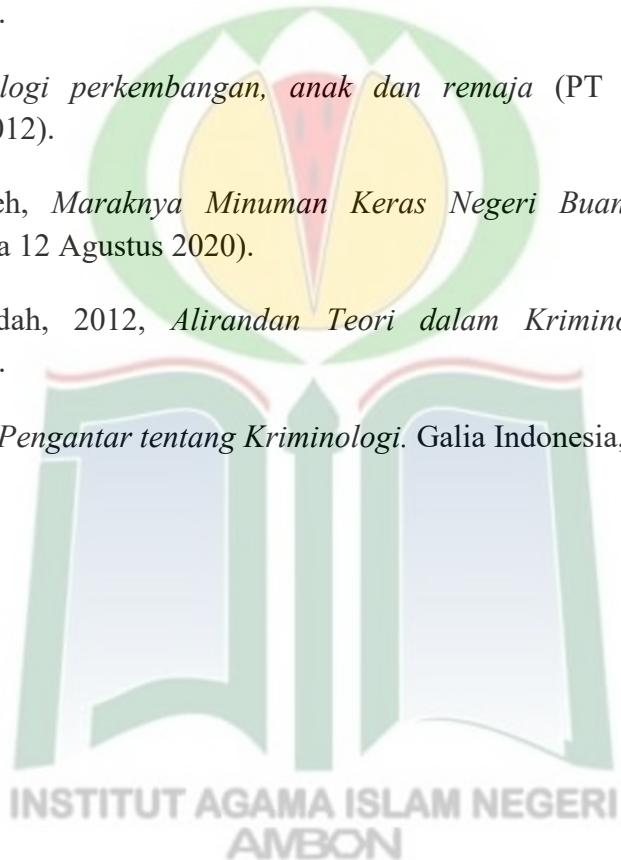 .
logi perkembangan, anak dan remaja (PT
012).
eh, Maraknya Minuman Keras Negeri Buan
a 12 Agustus 2020).
dah, 2012, Alirandan Teori dalam Krimino
.
Pengantar tentang Kriminologi. Galia Indonesia,
INSTITUT AGAMA ISLAM NEGERI
AMBON